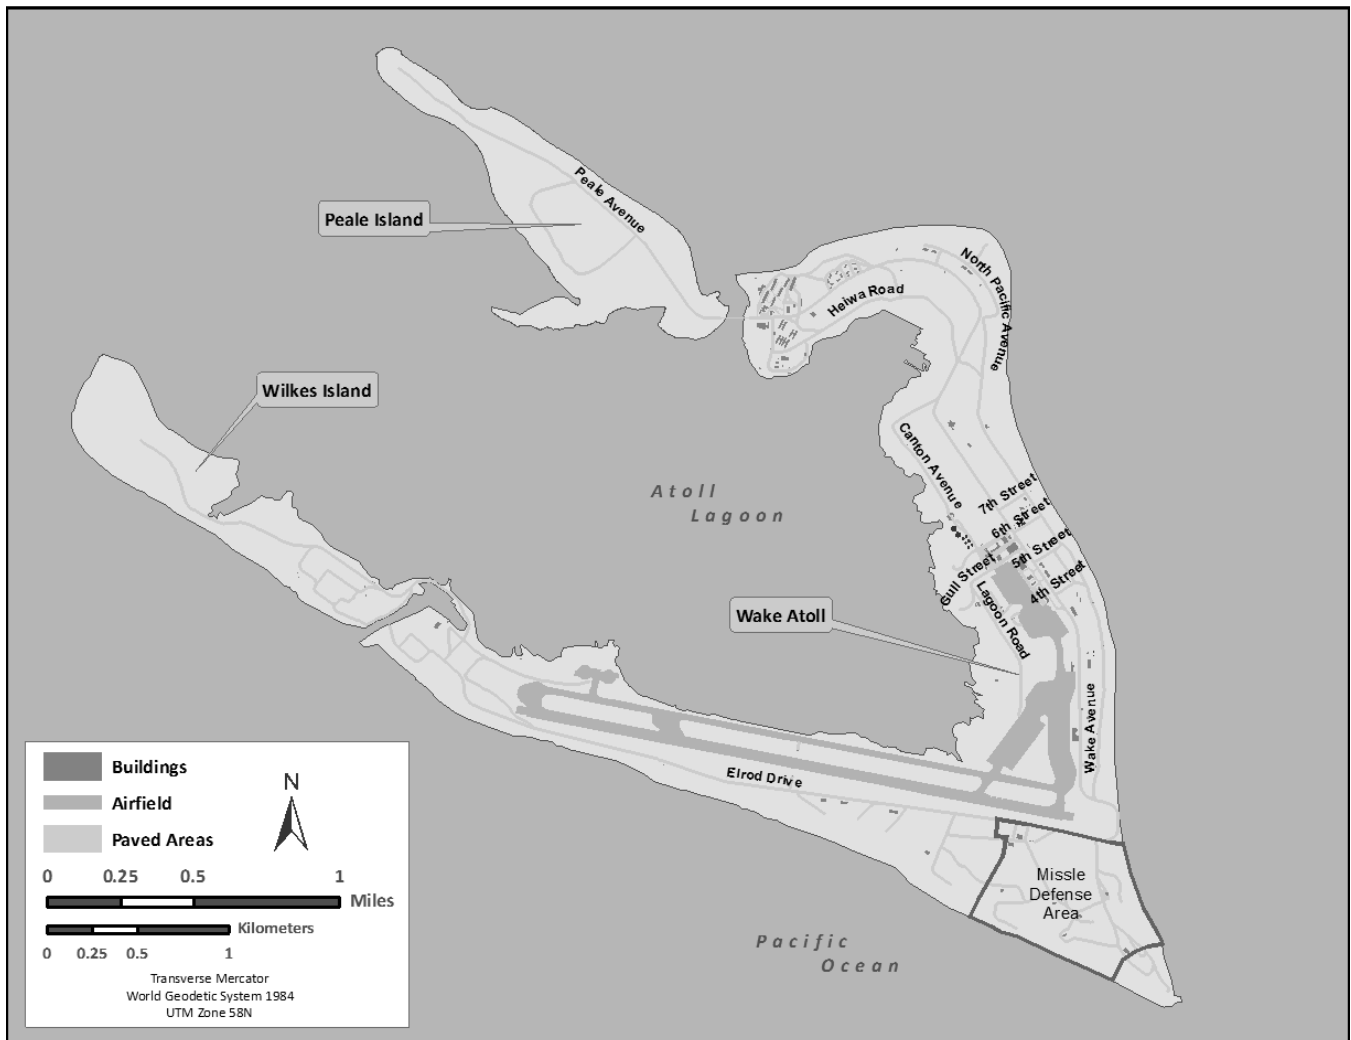 Peale Avenue
Peale Island
North Pacific Avenue
Heiwa Road
Wilkes Island
Canton Avenue
Atoll
Lagoon
7th Street
6th Street
5th Street
4th Street
Gull Street
Lagoon Road
Wake Atoll
Wake Avenue
Elrod Drive
Missle
Defense
Area
Pacific
Ocean
Buildings
Airfield
Paved Areas
N
0 0.25 0.5 1
Miles
Kilometers
0 0.25 0.5 1
Transverse Mercator
World Geodetic System 1984
UTM Zone 58N